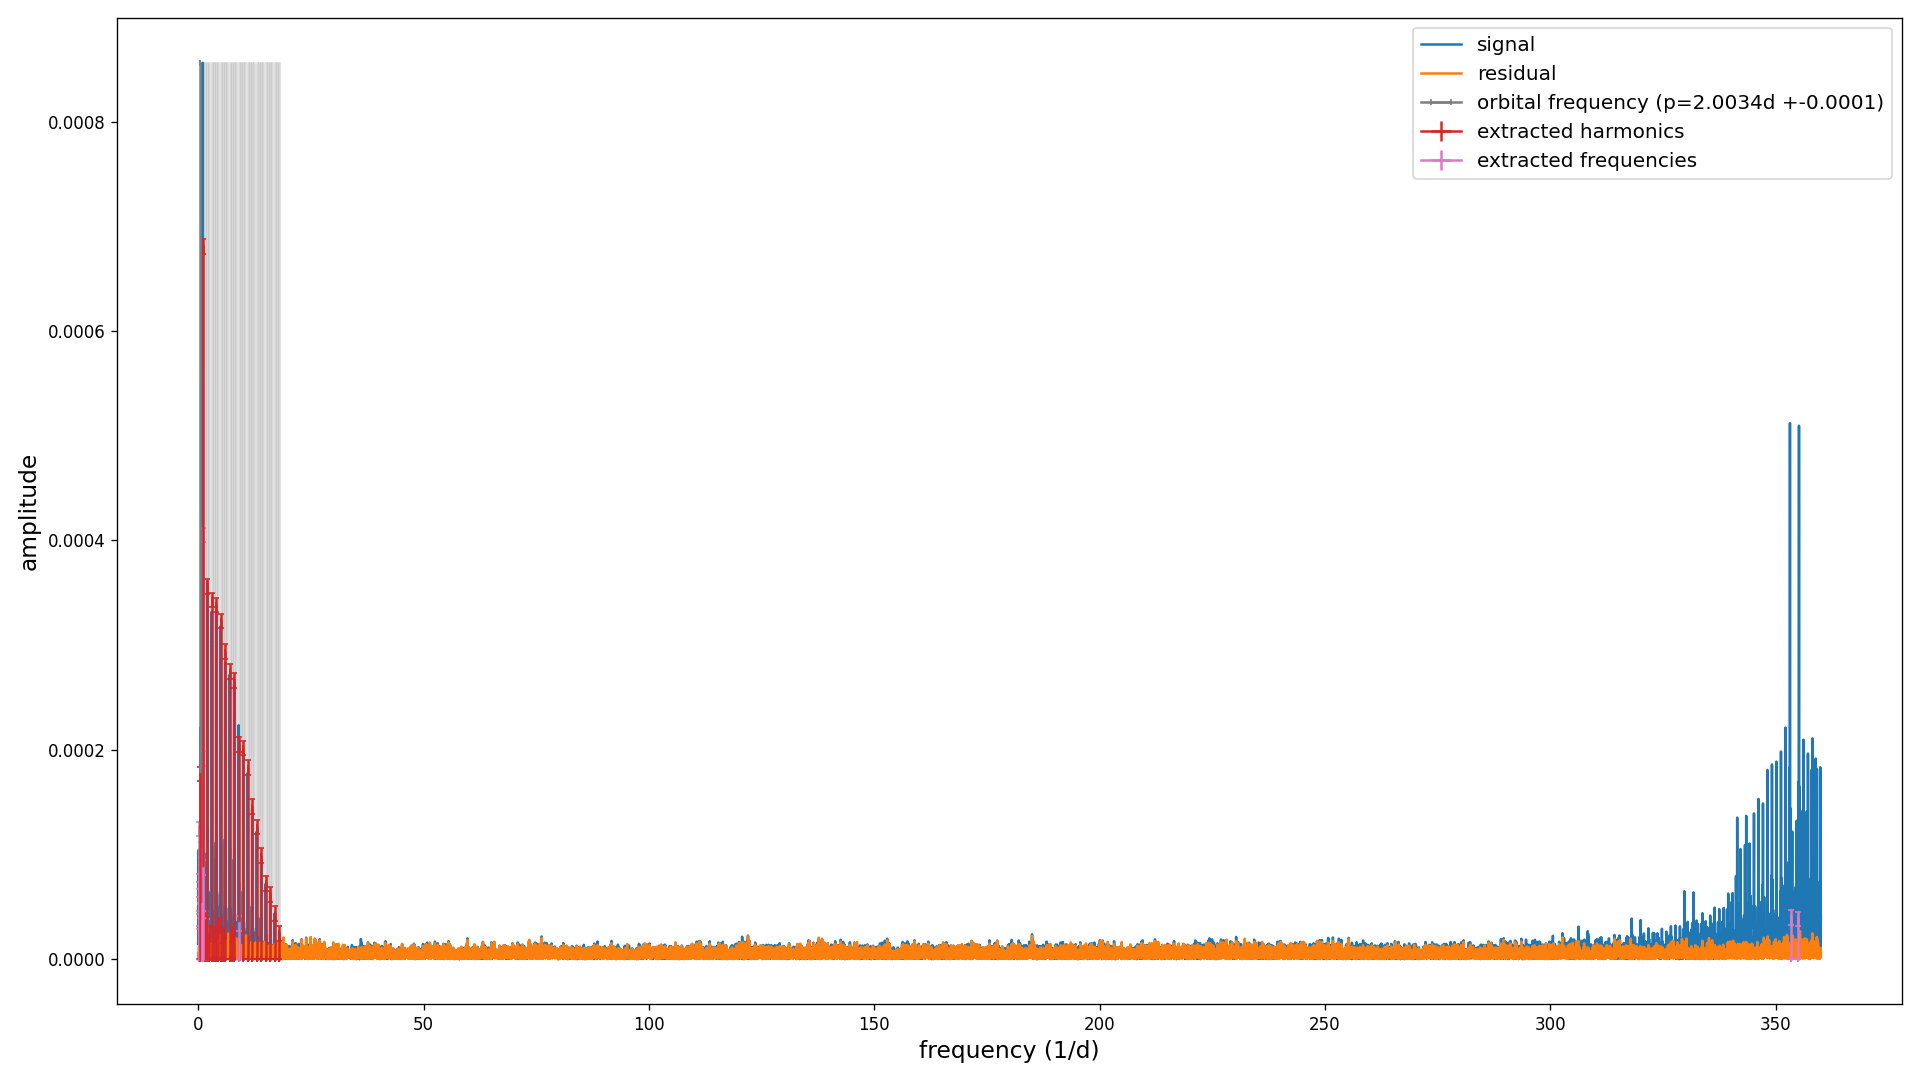 signal
residual
orbital frequency (p=2.0034d +-0.0001)
extracted harmonics
extracted frequencies
0.0008
0.0006
0.0004
0.0002
0.0000
amplitude
0 50 100 150 200 250 300 350
frequency (1/d)